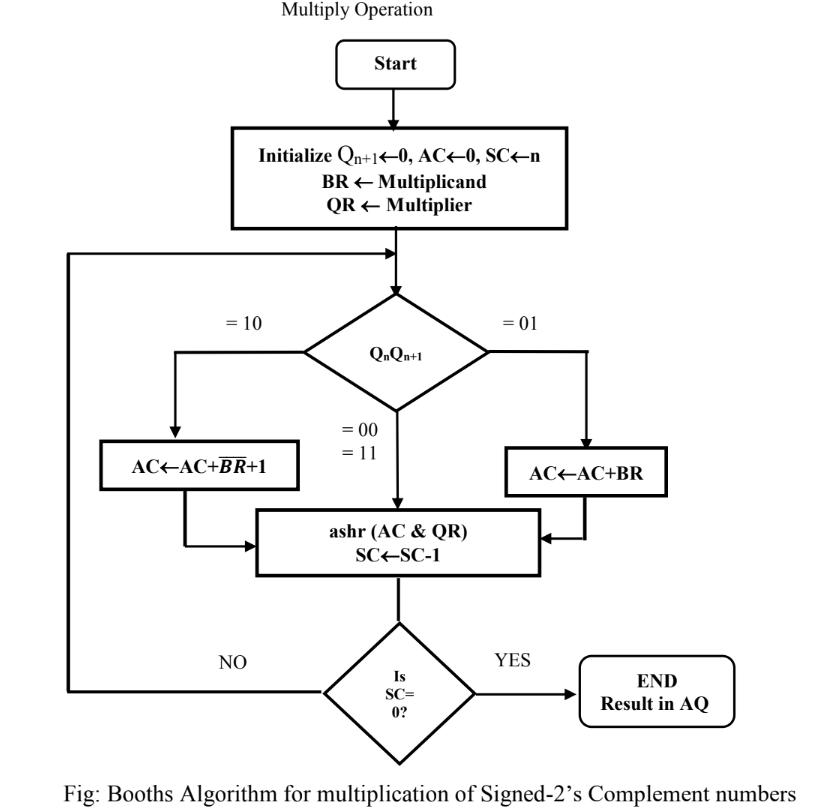 Multiply Operation
Start
Initialize Qn+1←0, AC←0, SC←n
BR ← Multiplicand
QR ← Multiplier
= 10
= 01
QnQn+1
= 00
= 11
AC←AC+B̅R̅+1
AC←AC+BR
ashr (AC & QR)
SC←SC-1
NO
YES
Is
SC=
0?
END
Result in AQ
Fig: Booths Algorithm for multiplication of Signed-2’s Complement numbers